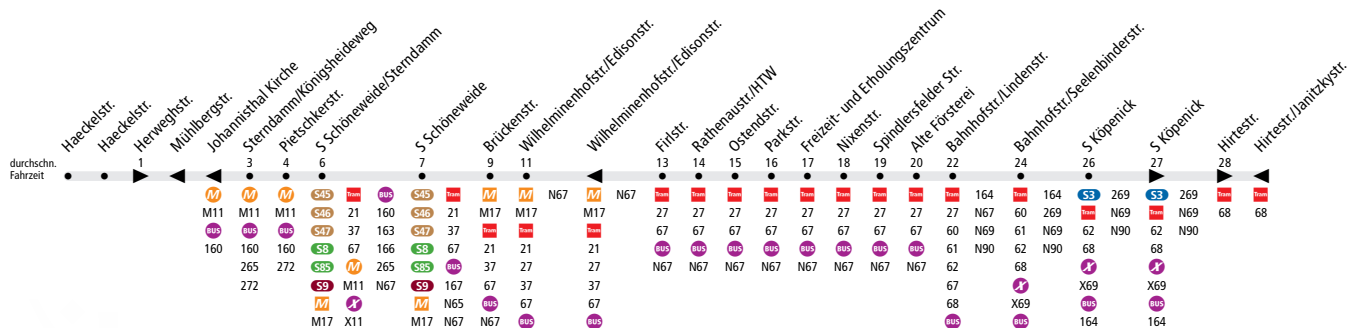 Haeckelstr.
Haeckelstr.
Herweghstr.
Mühlbergstr.
Johannisthal Kirche
Sterndamm/Königsheideweg
Pietschkerstr.
S Schöneweide/Sterndamm
S Schöneweide
Brückenstr.
Wilhelminenhofstr./Edisonstr.
Wilhelminenhofstr./Edisonstr.
Firlstr.
Rathenaustr./HTW
Ostendstr.
Parkstr.
Freizeit- und Erholungszentrum
Nixenstr.
Spindlersfelder Str.
Alte Försterei
Bahnhofstr./Lindenstr.
Bahnhofstr./Seelenbinderstr.
S Köpenick
S Köpenick
Hirtestr.
Hirtestr./Janitzkystr.
durchschn. 1 3 4 6 7 9 11 13 14 15 16 17 18 19 20 22 24 26 27 28
Fahrzeit
M M M S45 Tram BUS S45 Tram M M N67 M N67 Tram Tram Tram Tram Tram Tram Tram Tram Tram 164 Tram 164 S3 269 S3 269 Tram Tram
M11 M11 M11 S46 21 160 S46 21 M17 M17 M17 27 27 27 27 27 27 27 27 27 N67 60 269 Tram N69 Tram N69 68 68
BUS BUS BUS S47 37 163 S47 37 Tram Tram Tram 67 67 67 67 67 67 67 67 60 N69 61 N69 62 N90 62 N90
160 160 160 S8 67 166 S8 67 21 21 21 BUS BUS BUS BUS BUS BUS BUS BUS 61 N90 62 N90 68 68
265 272 S85 M 265 S85 BUS 37 27 27 N67 N67 N67 N67 N67 N67 N67 N67 62 68 X X
272 S9 M11 N67 S9 167 67 37 37 67 X X69 X69
M X M N65 BUS 67 67 68 X69 BUS BUS
M17 X11 M17 N67 N67 BUS BUS BUS BUS 164 164